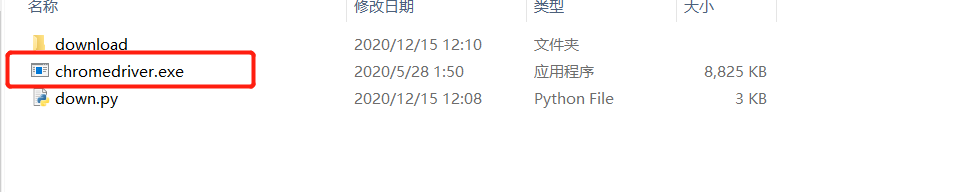 名称 修改日期 类型 大小
download 2020/12/15 12:10 文件夹
chromedriver.exe 2020/5/28 1:50 应用程序 8,825 KB
down.py 2020/12/15 12:08 Python File 3 KB